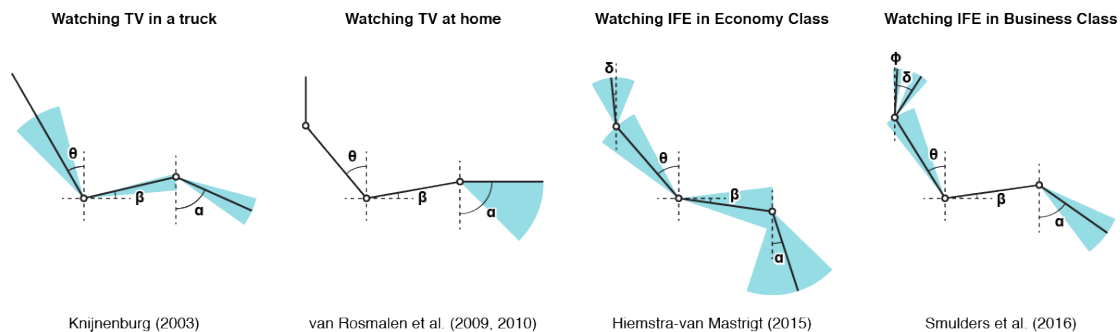 Watching TV in a truck
Watching TV at home
Watching IFE in Economy Class
Watching IFE in Business Class
θ
β
α
θ
β
α
δ
θ
β
α
Φ
δ
θ
β
α
Knijnenburg (2003)
van Rosmalen et al. (2009, 2010)
Hiemstra-van Mastrigt (2015)
Smulders et al. (2016)